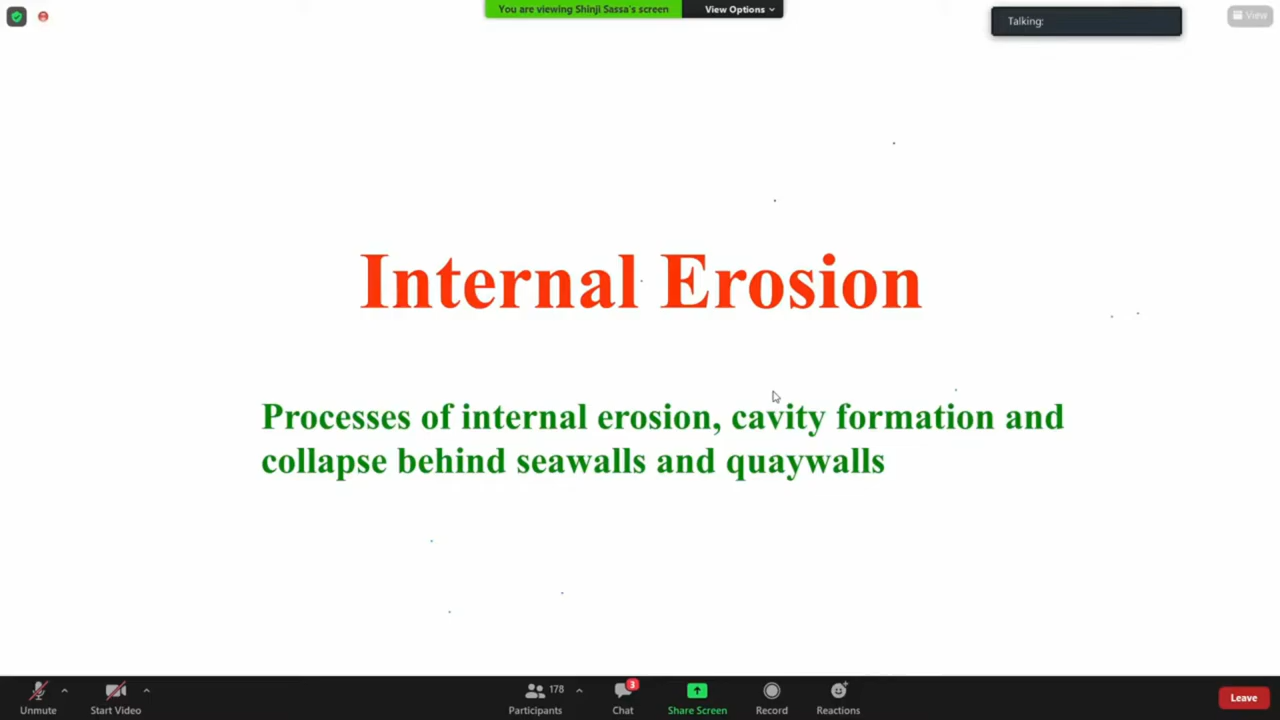 You are viewing Shinji Sassa's screen
View Options
Talking:
View
Internal Erosion
Processes of internal erosion, cavity formation and
collapse behind seawalls and quaywalls
178
3
Unmute
Start Video
Participants
Chat
Share Screen
Record
Reactions
Leave